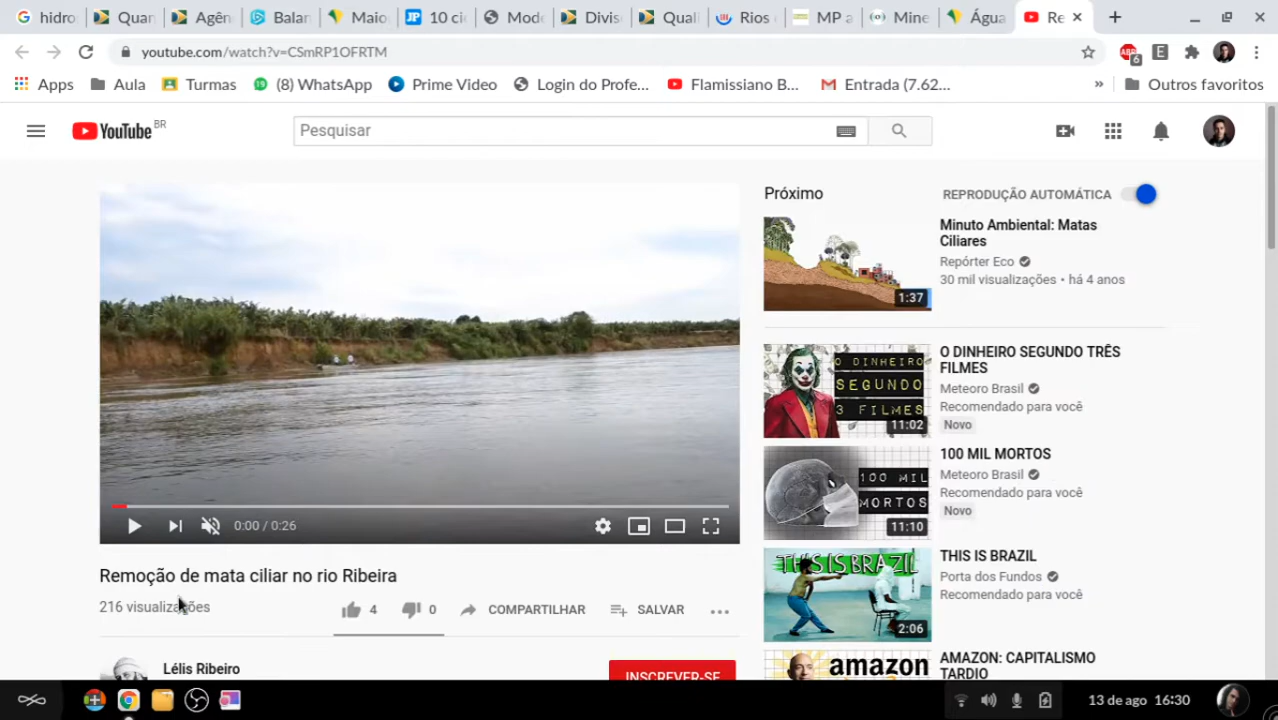 hidro
Quan
Agên
Balan
Maio
10 ci
Mode
Divis
Quali
Rios
MP a
Mine
Água
Re
youtube.com/watch?v=CSmRP1OFRTM
6
Apps
Aula
Turmas
(8) WhatsApp
Prime Video
Login do Profe...
Flamissiano B...
Entrada (7.62...
»
Outros favoritos
YouTube BR
Pesquisar
Próximo
REPRODUÇÃO AUTOMÁTICA
Minuto Ambiental: Matas
Ciliares
Repórter Eco
30 mil visualizações • há 4 anos
1:37
O DINHEIRO
SEGUNDO
3 FILMES
11:02
O DINHEIRO SEGUNDO TRÊS
FILMES
Meteoro Brasil
Recomendado para você
Novo
100 MIL
MORTOS
11:10
100 MIL MORTOS
Meteoro Brasil
Recomendado para você
Novo
THIS IS BRAZIL
2:06
THIS IS BRAZIL
Porta dos Fundos
Recomendado para você
amazon
AMAZON: CAPITALISMO
TARDIO
0:00 / 0:26
Remoção de mata ciliar no rio Ribeira
216 visualizações
4
0
COMPARTILHAR
SALVAR
Lélis Ribeiro
INSCREVER-SE
13 de ago 16:30